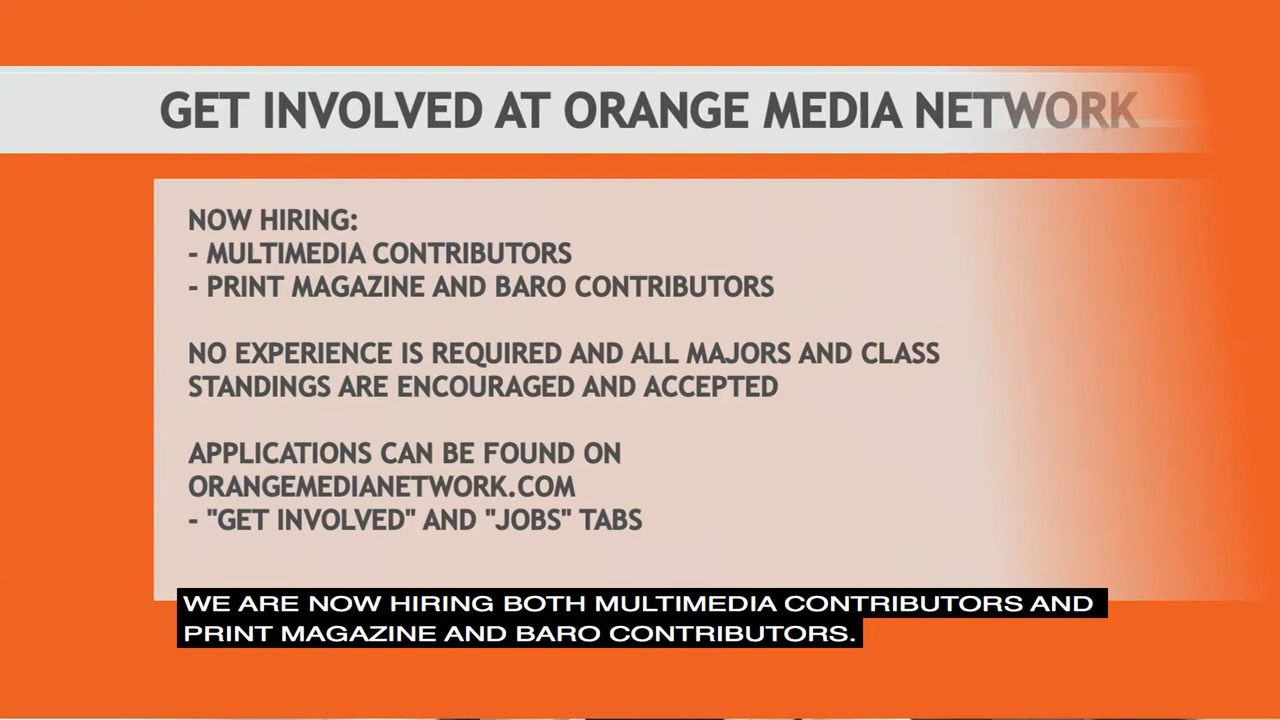 GET INVOLVED AT ORANGE MEDIA NETWORK
NOW HIRING:
- MULTIMEDIA CONTRIBUTORS
- PRINT MAGAZINE AND BARO CONTRIBUTORS
NO EXPERIENCE IS REQUIRED AND ALL MAJORS AND CLASS
STANDINGS ARE ENCOURAGED AND ACCEPTED
APPLICATIONS CAN BE FOUND ON
ORANGEMEDIANETWORK.COM
- "GET INVOLVED" AND "JOBS" TABS
WE ARE NOW HIRING BOTH MULTIMEDIA CONTRIBUTORS AND
PRINT MAGAZINE AND BARO CONTRIBUTORS.